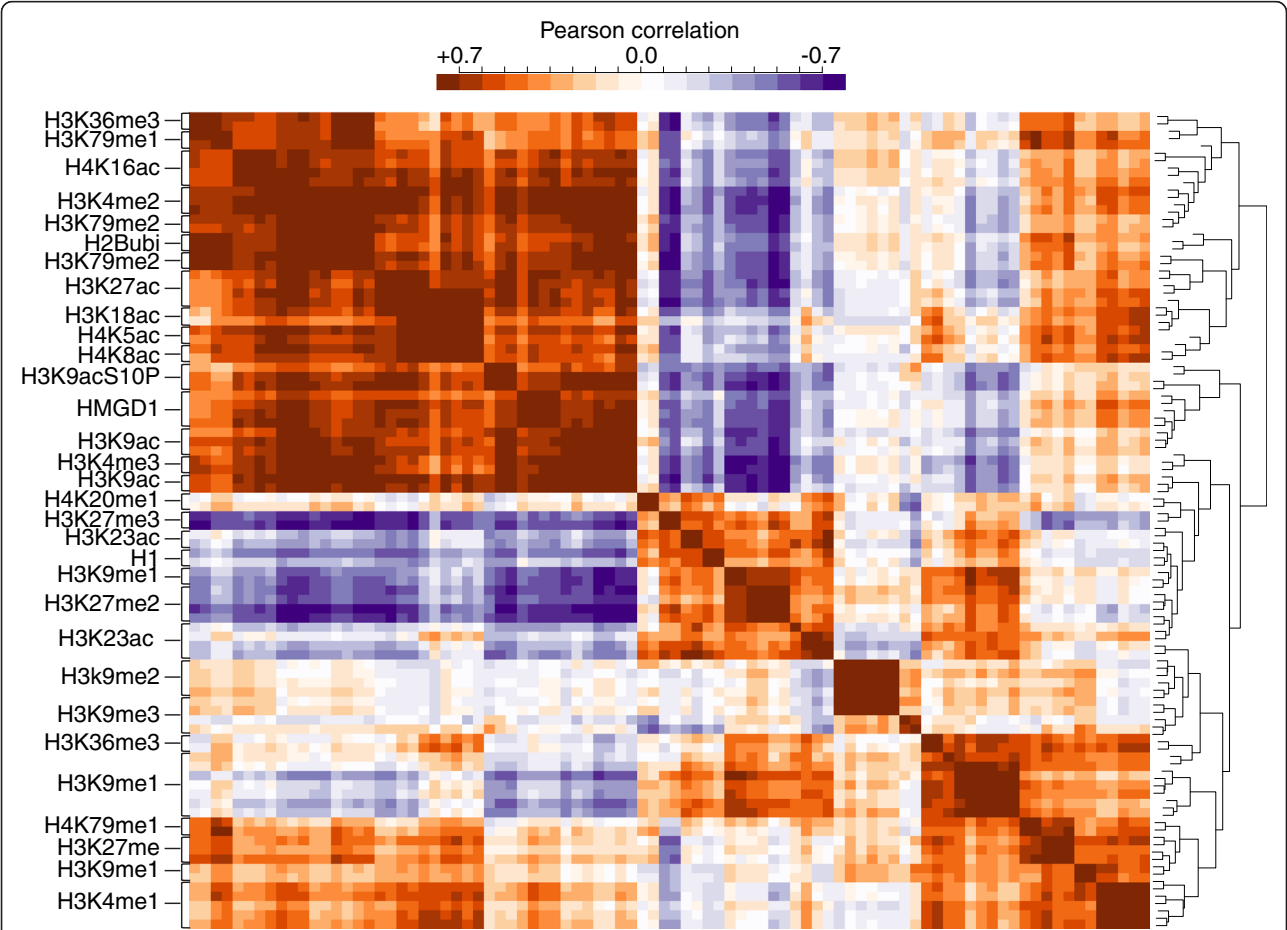 Pearson correlation
+0.7 0.0 -0.7
H3K36me3
H3K79me1
H4K16ac
H3K4me2
H3K79me2
H2Bubi
H3K79me2
H3K27ac
H3K18ac
H4K5ac
H4K8ac
H3K9acS10P
HMGD1
H3K9ac
H3K4me3
H3K9ac
H4K20me1
H3K27me3
H3K23ac
H1
H3K9me1
H3K27me2
H3K23ac
H3k9me2
H3K9me3
H3K36me3
H3K9me1
H4K79me1
H3K27me
H3K9me1
H3K4me1